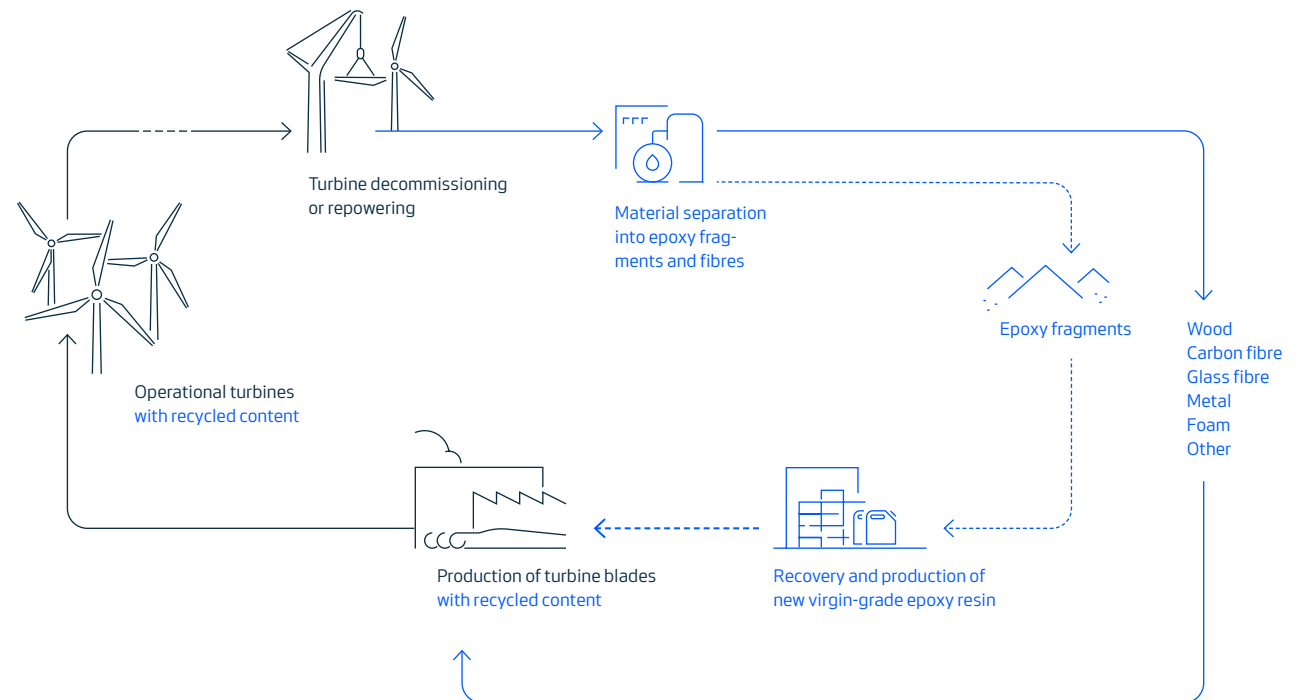 Turbine decommissioning
or repowering
Material separation
into epoxy frag-
ments and fibres
Epoxy fragments
Wood
Carbon fibre
Glass fibre
Metal
Foam
Other
Operational turbines
with recycled content
Production of turbine blades
with recycled content
Recovery and production of
new virgin-grade epoxy resin